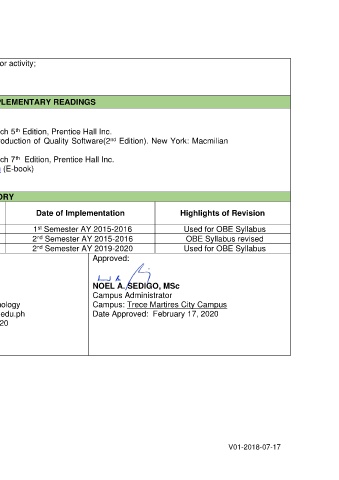 or activity;
PLEMENTARY READINGS
ch 5th Edition, Prentice Hall Inc.
roduction of Quality Software(2nd Edition). New York: Macmilian
ch 7th Edition, Prentice Hall Inc.
(E-book)
ORY
Date of Implementation Highlights of Revision
1st Semester AY 2015-2016 Used for OBE Syllabus
2nd Semester AY 2015-2016 OBE Syllabus revised
2nd Semester AY 2019-2020 Used for OBE Syllabus
Approved:
NOEL A. SEDIGO, MSc
Campus Administrator
nology Campus: Trece Martires City Campus
edu.ph Date Approved: February 17, 2020
20
V01-2018-07-17